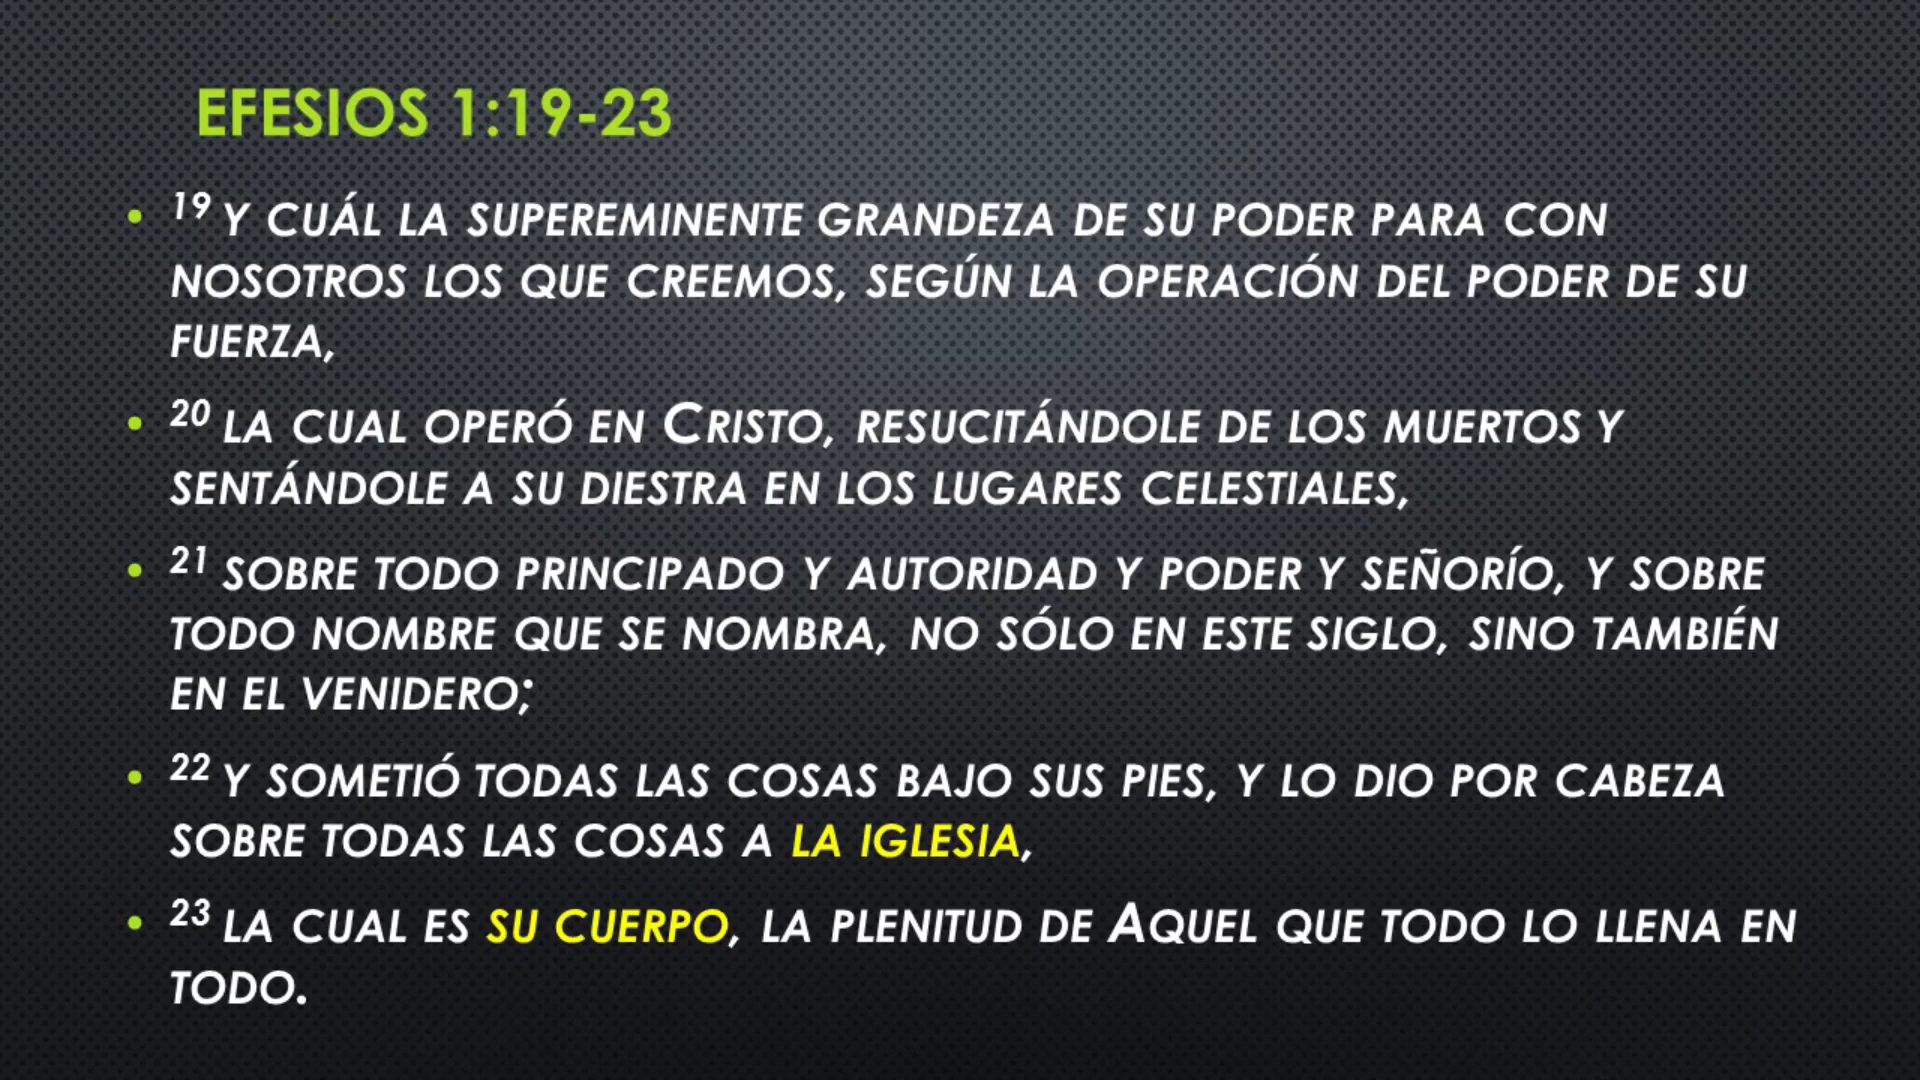 EFESIOS 1:19-23
• 19 Y CUÁL LA SUPEREMINENTE GRANDEZA DE SU PODER PARA CON
NOSOTROS LOS QUE CREEMOS, SEGÚN LA OPERACIÓN DEL PODER DE SU
FUERZA,
• 20 LA CUAL OPERÓ EN CRISTO, RESUCITÁNDOLE DE LOS MUERTOS Y
SENTÁNDOLE A SU DIESTRA EN LOS LUGARES CELESTIALES,
• 21 SOBRE TODO PRINCIPADO Y AUTORIDAD Y PODER Y SEÑORÍO, Y SOBRE
TODO NOMBRE QUE SE NOMBRA, NO SÓLO EN ESTE SIGLO, SINO TAMBIÉN
EN EL VENIDERO;
• 22 Y SOMETIÓ TODAS LAS COSAS BAJO SUS PIES, Y LO DIO POR CABEZA
SOBRE TODAS LAS COSAS A LA IGLESIA,
• 23 LA CUAL ES SU CUERPO, LA PLENITUD DE AQUEL QUE TODO LO LLENA EN
TODO.